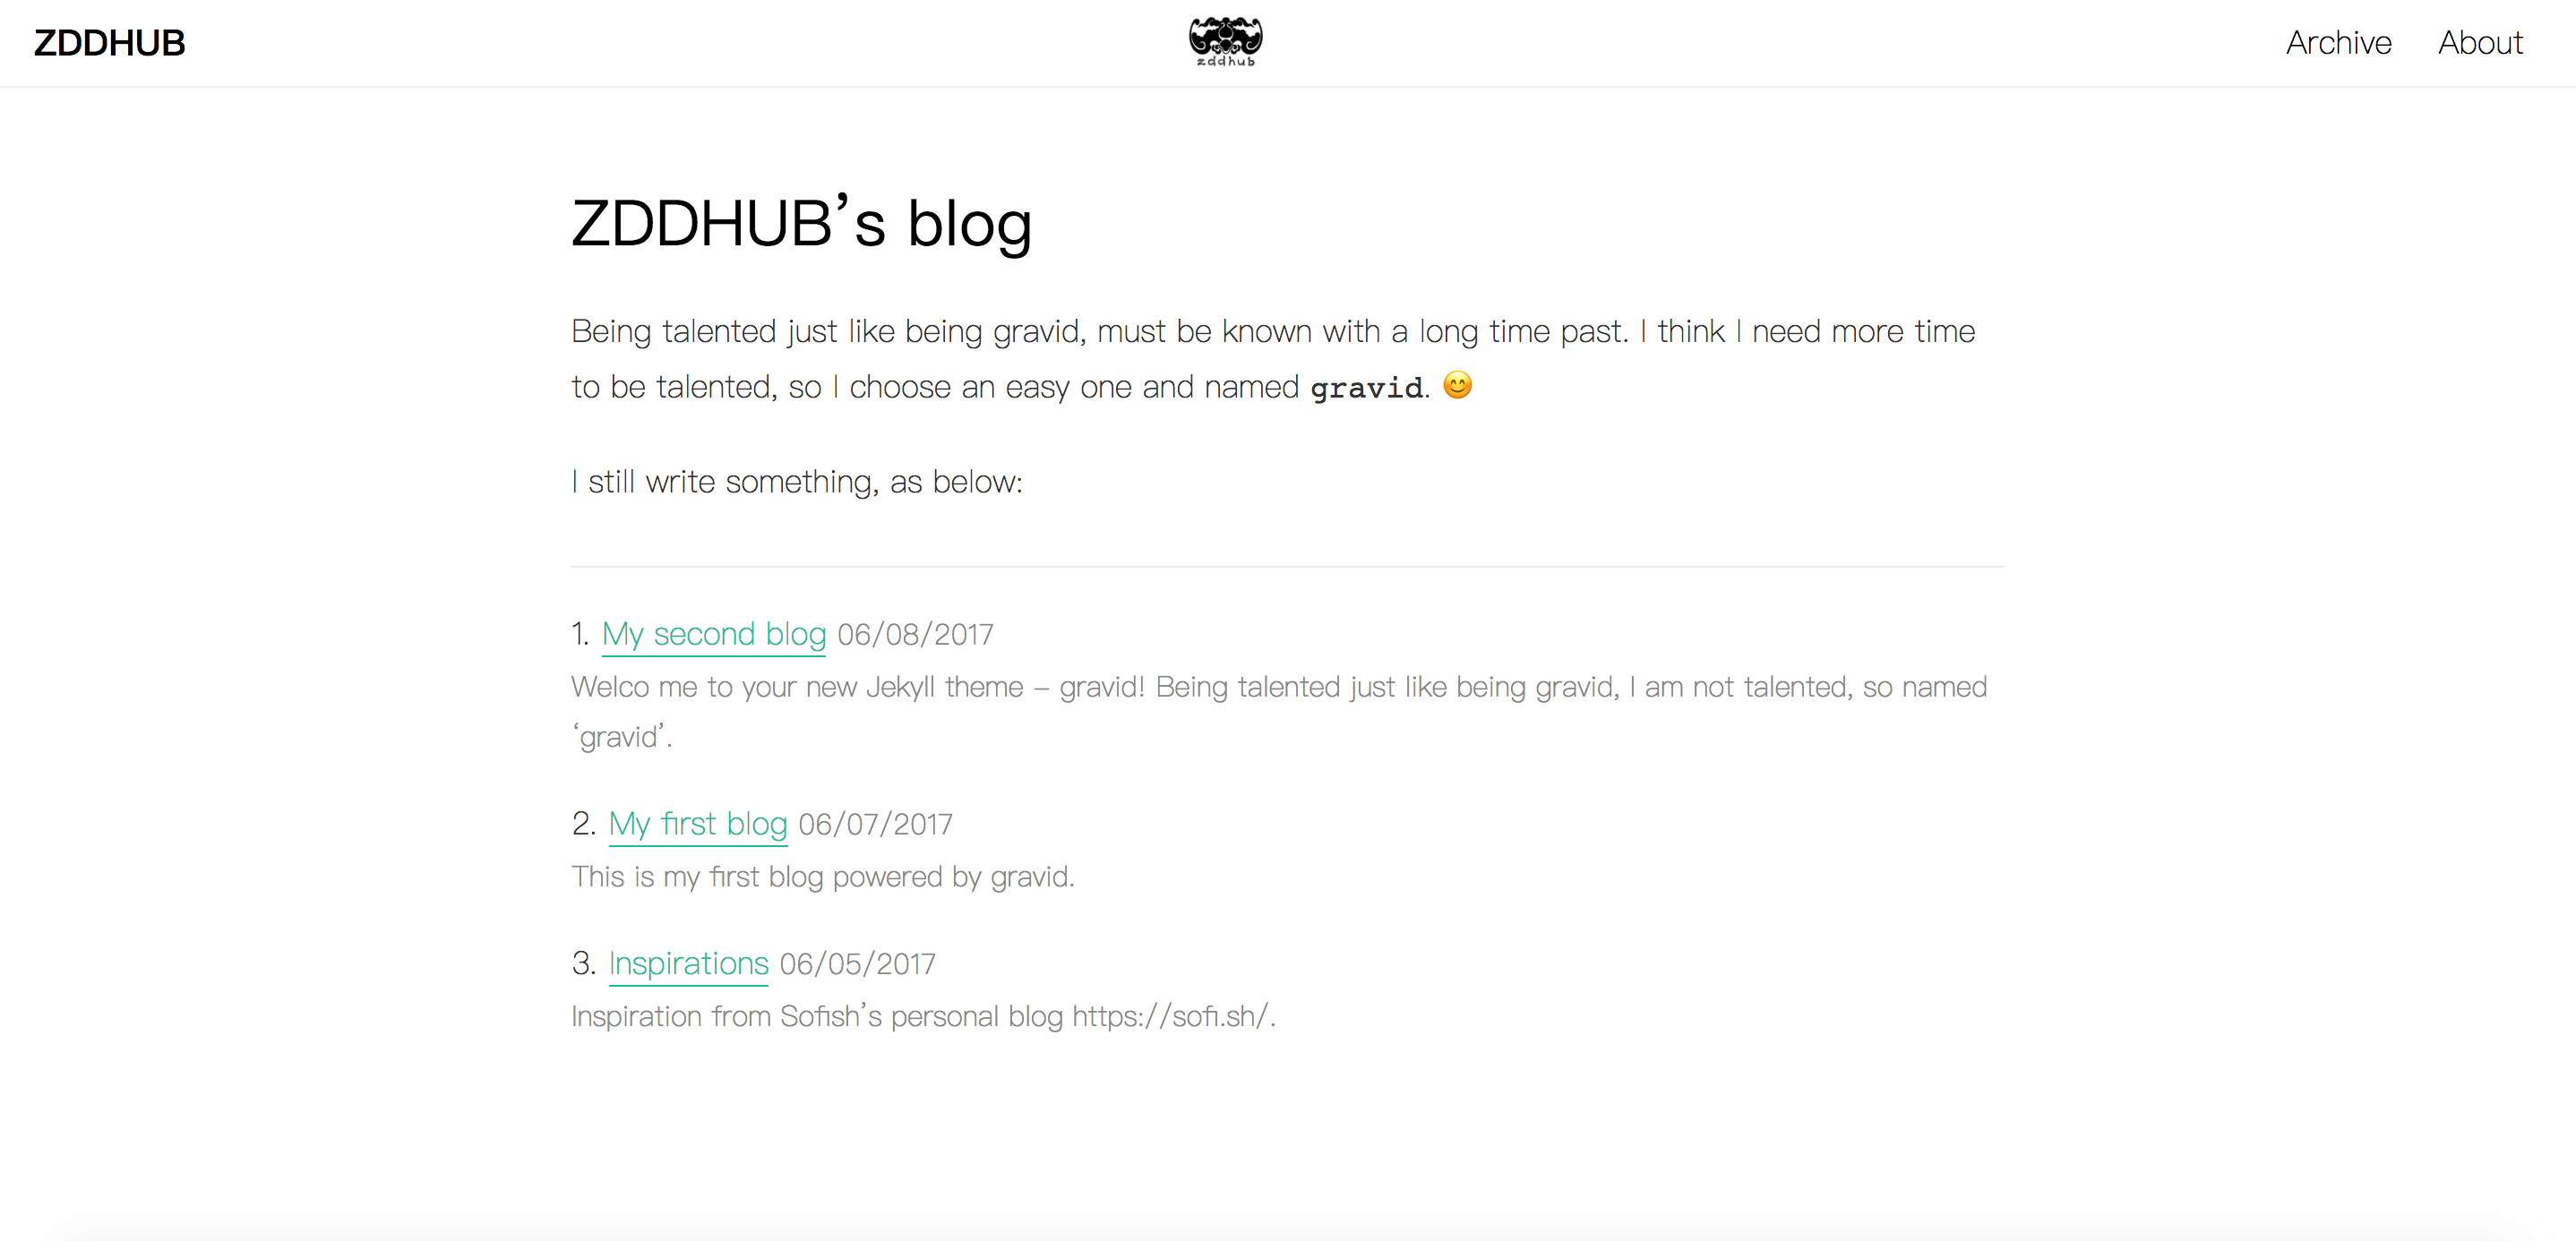 ZDDHUB
zddhub
Archive
About
ZDDHUB’s blog
Being talented just like being gravid, must be known with a long time past. I think I need more time
to be talented, so I choose an easy one and named gravid. 😊
I still write something, as below:
1. My second blog 06/08/2017
Welco me to your new Jekyll theme – gravid! Being talented just like being gravid, I am not talented, so named
‘gravid’.
2. My first blog 06/07/2017
This is my first blog powered by gravid.
3. Inspirations 06/05/2017
Inspiration from Sofish’s personal blog https://sofi.sh/.